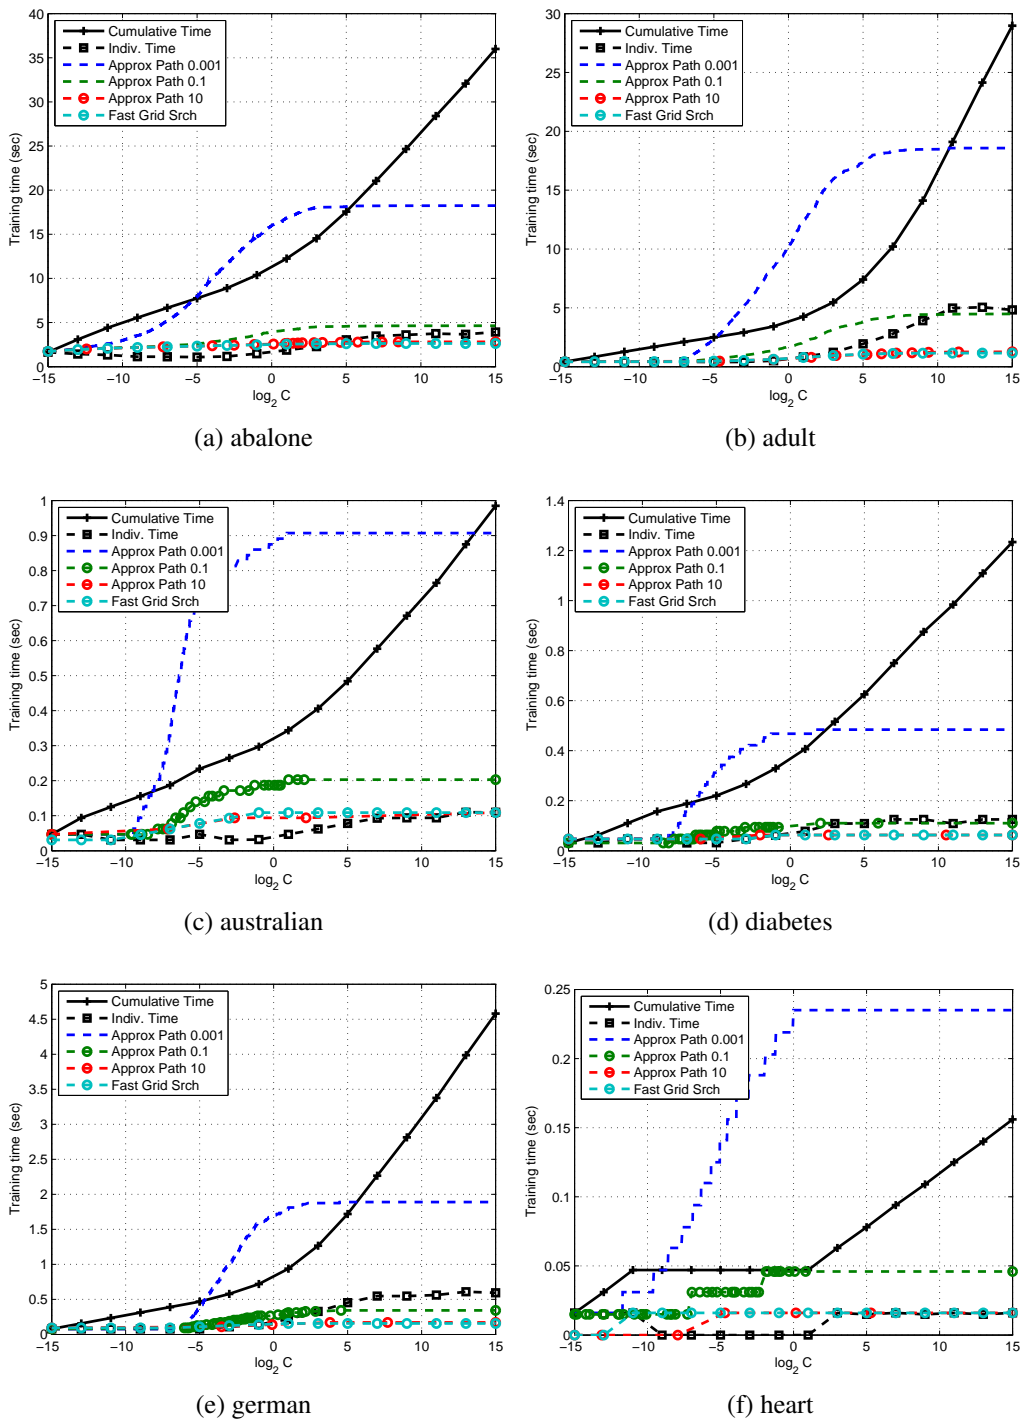 40
35
30
25
20
15
10
5
0
−15
−10
−5
0
5
10
15
Training time (sec)
log2 C
Cumulative Time
Indiv. Time
Approx Path 0.001
Approx Path 0.1
Approx Path 10
Fast Grid Srch
(a) abalone
30
25
20
15
10
5
0
−15
−10
−5
0
5
10
15
Training time (sec)
log2 C
Cumulative Time
Indiv. Time
Approx Path 0.001
Approx Path 0.1
Approx Path 10
Fast Grid Srch
(b) adult
1
0.9
0.8
0.7
0.6
0.5
0.4
0.3
0.2
0.1
0
−15
−10
−5
0
5
10
15
Training time (sec)
log2 C
Cumulative Time
Indiv. Time
Approx Path 0.001
Approx Path 0.1
Approx Path 10
Fast Grid Srch
(c) australian
1.4
1.2
1
0.8
0.6
0.4
0.2
0
−15
−10
−5
0
5
10
15
Training time (sec)
log2 C
Cumulative Time
Indiv. Time
Approx Path 0.001
Approx Path 0.1
Approx Path 10
Fast Grid Srch
(d) diabetes
5
4.5
4
3.5
3
2.5
2
1.5
1
0.5
0
−15
−10
−5
0
5
10
15
Training time (sec)
log2 C
Cumulative Time
Indiv. Time
Approx Path 0.001
Approx Path 0.1
Approx Path 10
Fast Grid Srch
(e) german
0.25
0.2
0.15
0.1
0.05
0
−15
−10
−5
0
5
10
15
Training time (sec)
log2 C
Cumulative Time
Indiv. Time
Approx Path 0.001
Approx Path 0.1
Approx Path 10
Fast Grid Srch
(f) heart